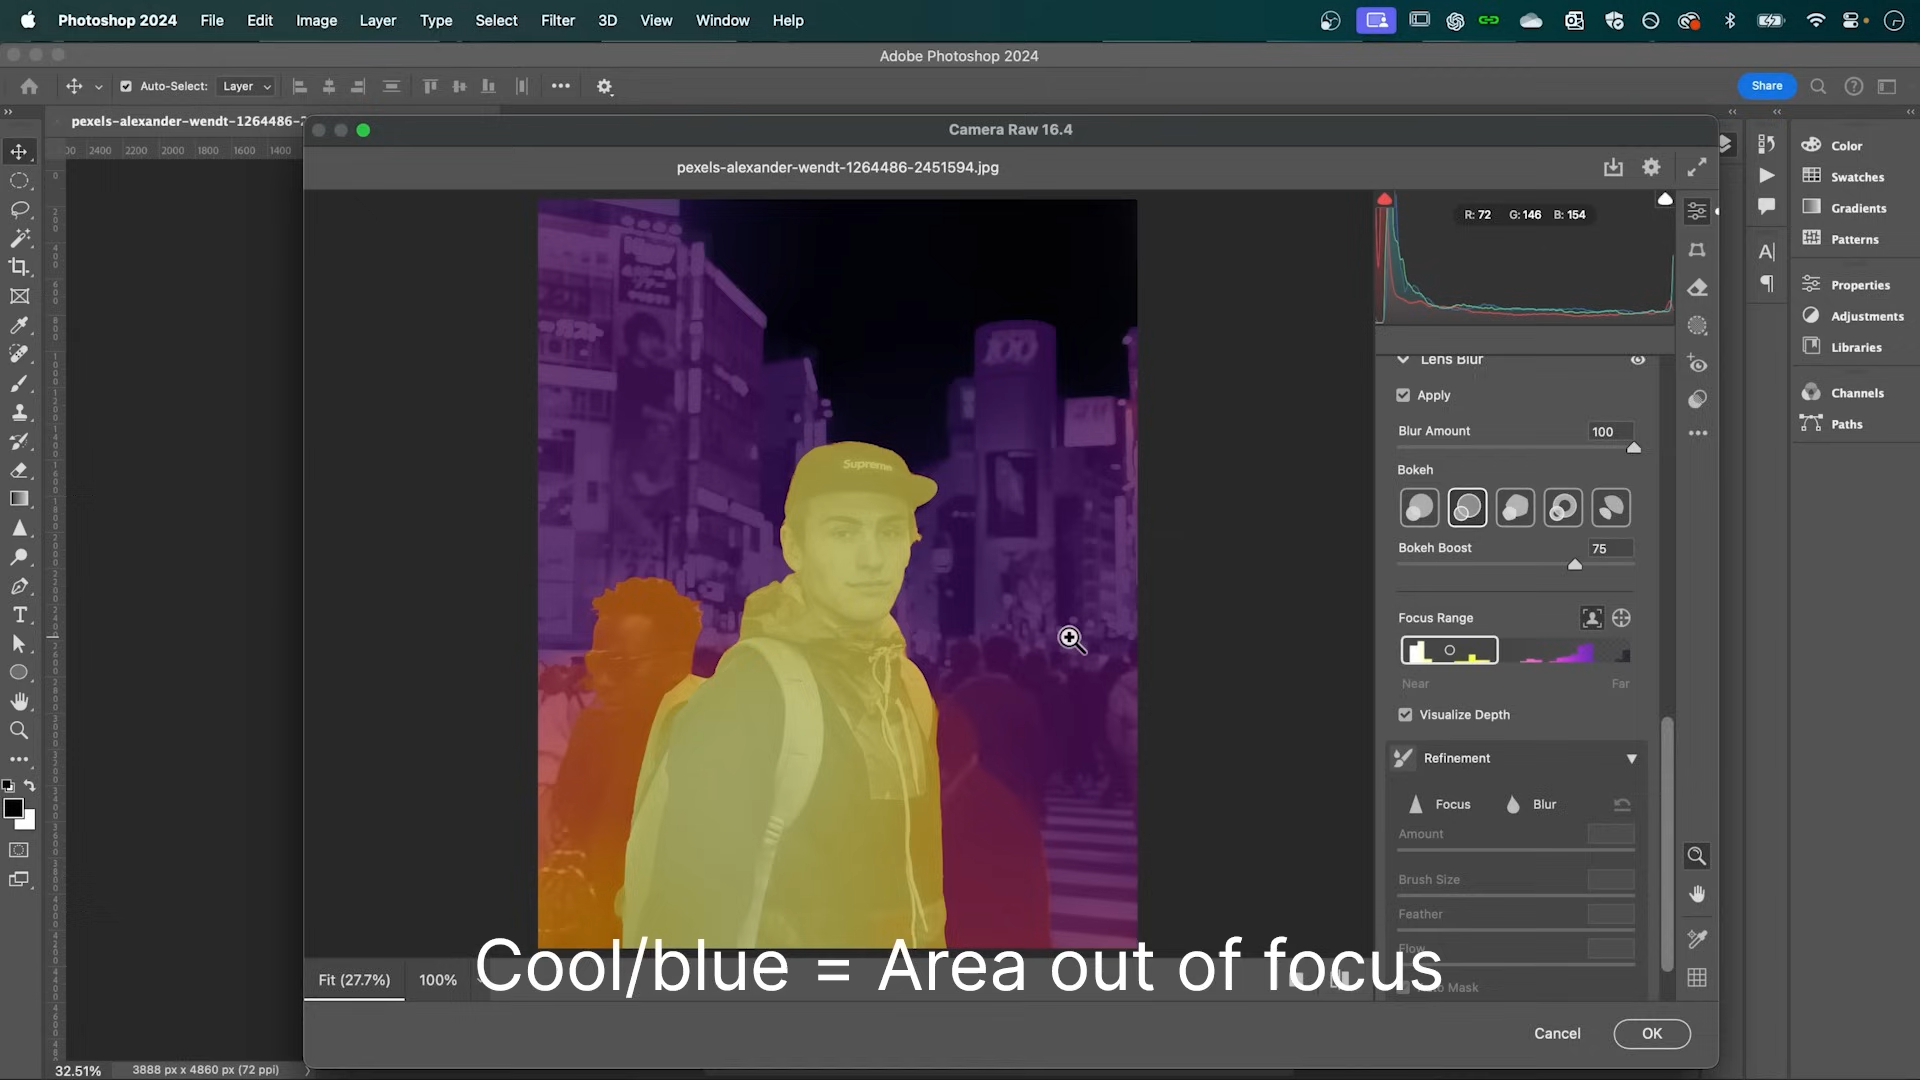 Photoshop 2024 File Edit Image Layer Type Select Filter 3D View Window Help
Adobe Photoshop 2024
Auto-Select: Layer Share
pexels-alexander-wendt-1264486-2
Camera Raw 16.4
2400 2200 2000 1800 1600 1400
pexels-alexander-wendt-1264486-2451594.jpg
R: 72 G: 146 B: 154
Color
Swatches
Gradients
Patterns
Properties
Adjustments
Libraries
Channels
Paths
Lens Blur
Apply
Blur Amount 100
Bokeh
Bokeh Boost 75
Focus Range
Near Far
Visualize Depth
Refinement
Focus Blur
Amount
Brush Size
Feather
Flow
Mask
100
Supreme
Cool/blue = Area out of focus
Fit (27.7%) 100%
Cancel OK
32.51% 3888 px x 4860 px (72 ppi)